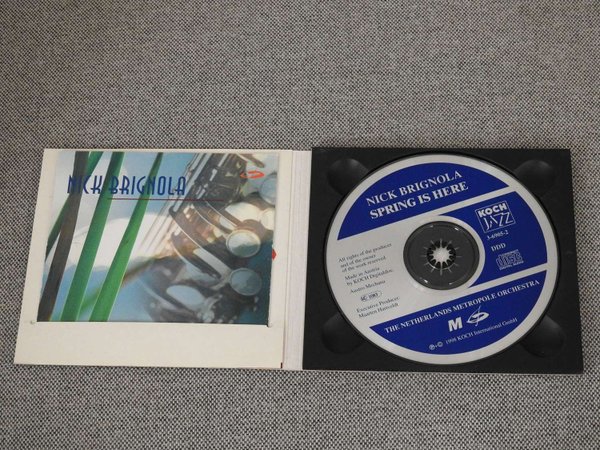 NICK BRIGNOLA
NICK BRIGNOLA
SPRING IS HERE
KOCH
JAZZ
3-6905-2
DDD
All rights of the producer
and of the owner
of the work reserved.
Made in Austria
by KOCH Digitaldisc
Austro Mechana
Executive Producer:
THE NETHERLANDS METROPOLE ORCHESTRA
M
℗ © 1998 KOCH International GmbH